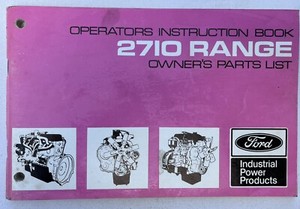 OPERATORS INSTRUCTION BOOK
2710 RANGE
OWNER'S PARTS LIST
Ford
Industrial
Power
Products